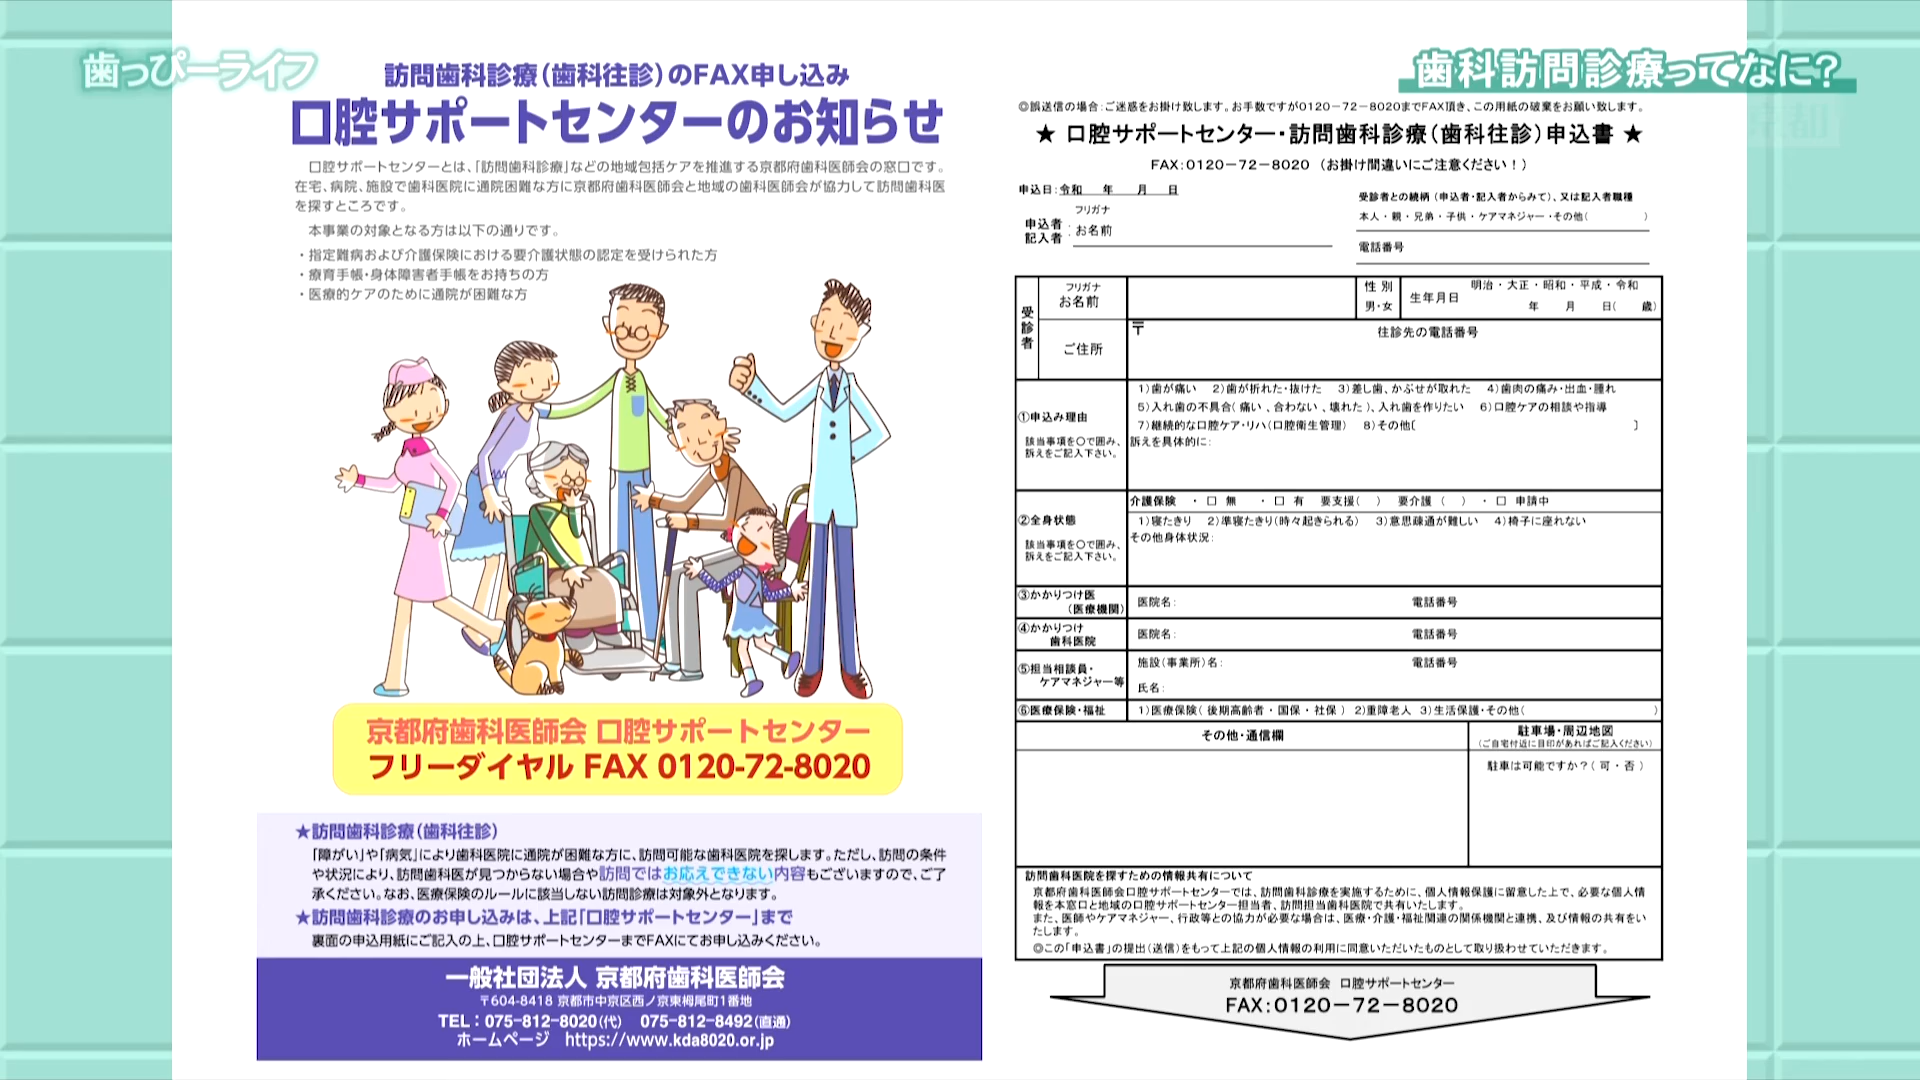 歯っぴーライフ
歯科訪問診療ってなに？
京都
訪問歯科診療(歯科往診)のFAX申し込み
口腔サポートセンターのお知らせ
口腔サポートセンターとは、「訪問歯科診療」などの地域包括ケアを推進する京都府歯科医師会の窓口です。
在宅、病院、施設で歯科医院に通院困難な方に京都府歯科医師会と地域の歯科医師会が協力して訪問歯科医
を探すところです。
本事業の対象となる方は以下の通りです。
・指定難病および介護保険における要介護状態の認定を受けられた方
・療育手帳・身体障害者手帳をお持ちの方
・医療的ケアのために通院が困難な方
京都府歯科医師会 口腔サポートセンター
フリーダイヤル FAX 0120-72-8020
★訪問歯科診療(歯科往診)
「障がい」や「病気」により歯科医院に通院が困難な方に、訪問可能な歯科医院を探します。ただし、訪問の条件
や状況により、訪問歯科医が見つからない場合や訪問ではお応えできない内容もございますので、ご了
承ください。なお、医療保険のルールに該当しない訪問診療は対象外となります。
★訪問歯科診療のお申し込みは、上記「口腔サポートセンター」まで
裏面の申込用紙にご記入の上、口腔サポートセンターまでFAXにてお申し込みください。
一般社団法人 京都府歯科医師会
〒604-8418 京都市中京区西ノ京東栂尾町1番地
TEL：075-812-8020(代) 075-812-8492(直通)
ホームページ https://www.kda8020.or.jp
◎誤送信の場合：ご迷惑をお掛け致します。お手数ですが0120－72－8020までFAX頂き、この用紙の破業をお願い致します。
★ 口腔サポートセンター・訪問歯科診療(歯科往診)申込書 ★
FAX：0120－72－8020 (お掛け間違いにご注意ください！)
申込日：令和 年 月 日
受診者との続柄 (申込者・記入者からみて)、又は記入者職種
本人・親・兄弟・子供・ケアマネジャー・その他( )
申込者
記入者
:
フリガナ
お名前
電話番号
受診者
フリガナ
お名前
性 別
男・女
生年月日
明治・大正・昭和・平成・令和
年 月 日( 歳)
ご住所
〒
往診先の電話番号
①申込み理由
該当事項を〇で囲み、
訴えをご記入下さい。
1)歯が痛い 2)歯が折れた・抜けた 3)差し歯、かぶせが取れた 4)歯肉の痛み・出血・腫れ
5)入れ歯の不具合(痛い、合わない、壊れた)、入れ歯を作りたい 6)口腔ケアの相談や指導
7)継続的な口腔ケア・リハ(口腔衛生管理) 8)その他[ ]
訴えを具体的に:
②全身状態
該当事項を〇で囲み、
訴えをご記入下さい。
介護保険 ・ □ 無 ・ □ 有 要支援( ) 要介護( ) ・ □ 申請中
1)寝たきり 2)準寝たきり(時々起きられる) 3)意思疎通が難しい 4)椅子に座れない
その他身体状況:
③かかりつけ医
(医療機関)
医院名: 電話番号
④かかりつけ
歯科医院
医院名: 電話番号
⑤担当相談員・
ケアマネジャー等
施設(事業所)名: 電話番号
氏名:
⑥医療保険・福祉
1)医療保険(後期高齢者・国保・社保) 2)重障老人 3)生活保護・その他( )
その他・通信欄
駐車場・周辺地図
(ご自宅付近に目印があればご記入ください)
駐車は可能ですか？(可・否)
訪問歯科医院を探すための情報共有について
京都府歯科医師会口腔サポートセンターでは、訪問歯科診療を実施するために、個人情報保護に留意した上で、必要な個人情
報を本窓口と地域の口腔サポートセンター担当者、訪問担当歯科医院で共有いたします。
また、医師やケアマネジャー、行政等との協力が必要な場合は、医療・介護・福祉関連の関係機関と連携、及び情報の共有をい
たします。
◎この「申込書」の提出(送信)をもって上記の個人情報の利用に同意いただいたものとして取り扱わせていただきます。
京都府歯科医師会 口腔サポートセンター
FAX：0120－72－8020